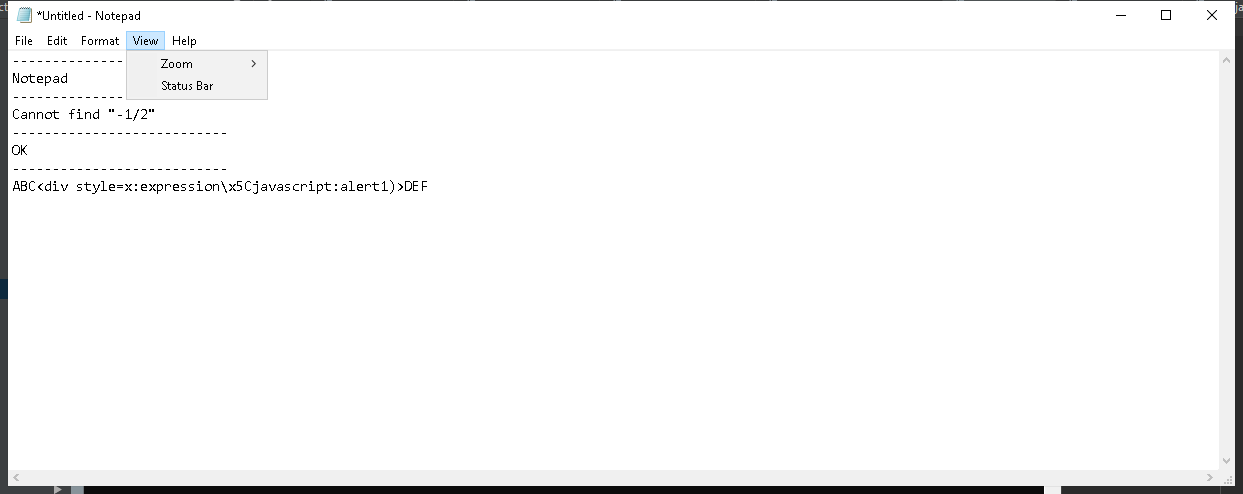 *Untitled - Notepad
File Edit Format View Help
Zoom
Status Bar
---------------
Notepad
---------------
Cannot find "-1/2"
---------------------------
OK
---------------------------
ABC<div style=x:expression\x5Cjavascript:alert1)>DEF